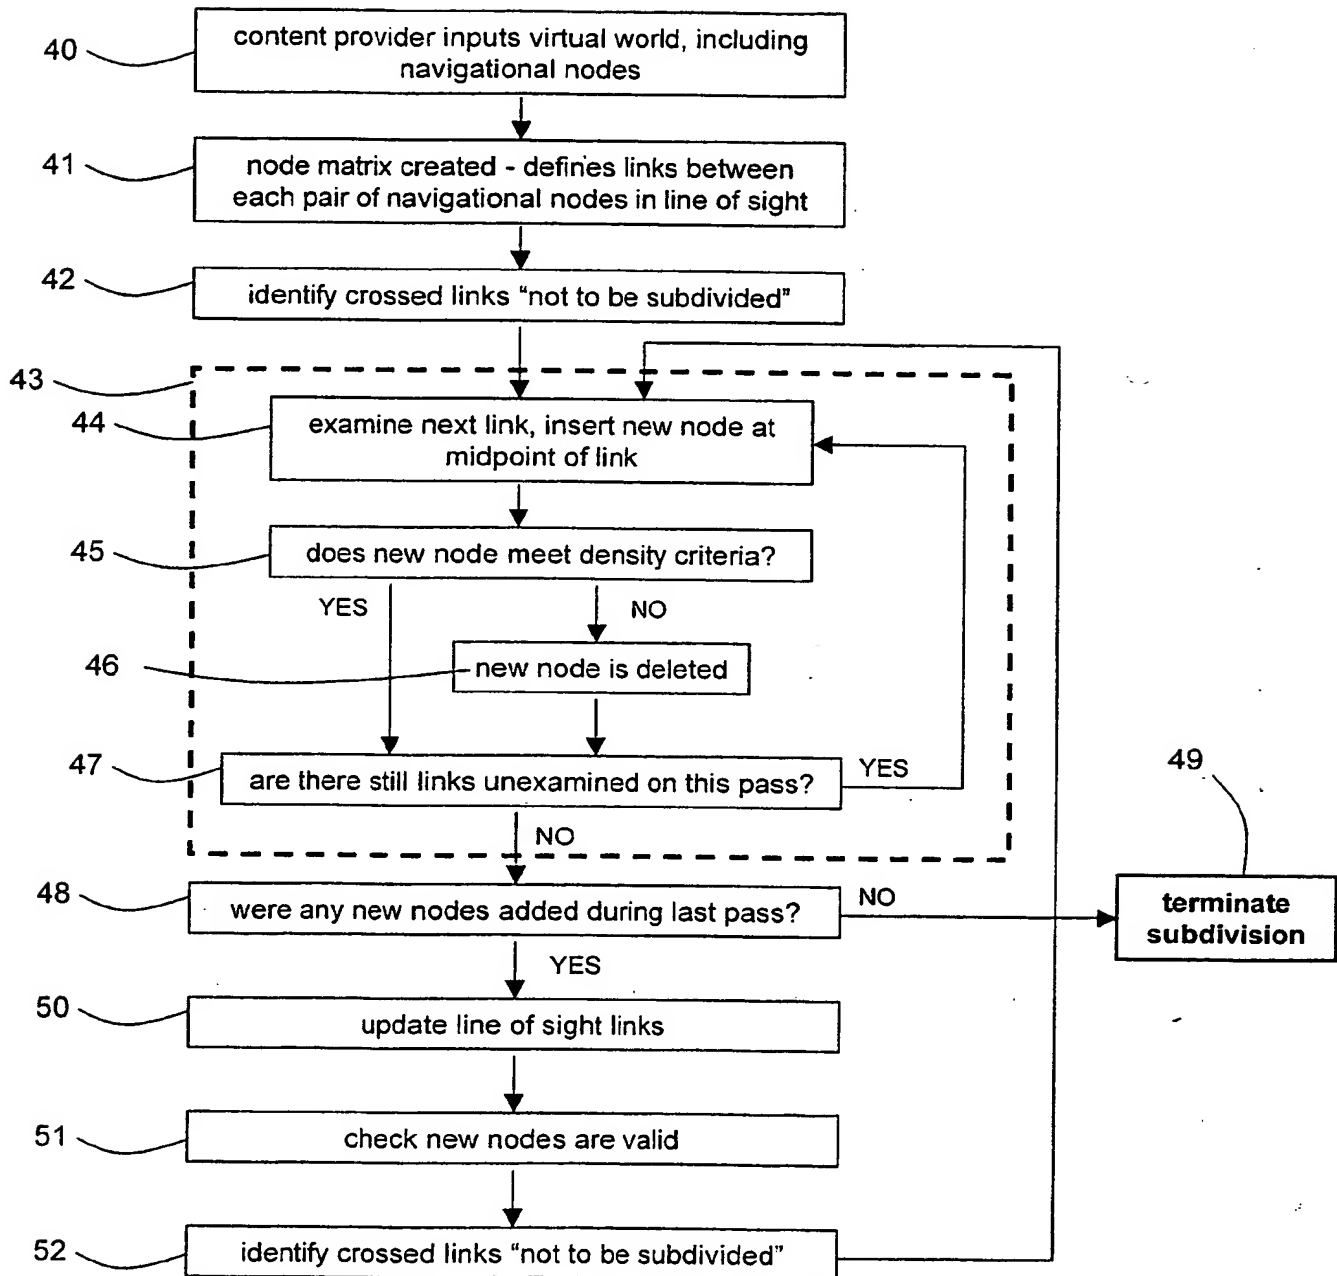 40
content provider inputs virtual world, including
navigational nodes
41
node matrix created - defines links between
each pair of navigational nodes in line of sight
42
identify crossed links “not to be subdivided”
43
44
examine next link, insert new node at
midpoint of link
45
does new node meet density criteria?
YES
NO
46
new node is deleted
47
are there still links unexamined on this pass?
YES
49
NO
48
were any new nodes added during last pass?
NO
terminate
subdivision
YES
50
update line of sight links
51
check new nodes are valid
52
identify crossed links “not to be subdivided”